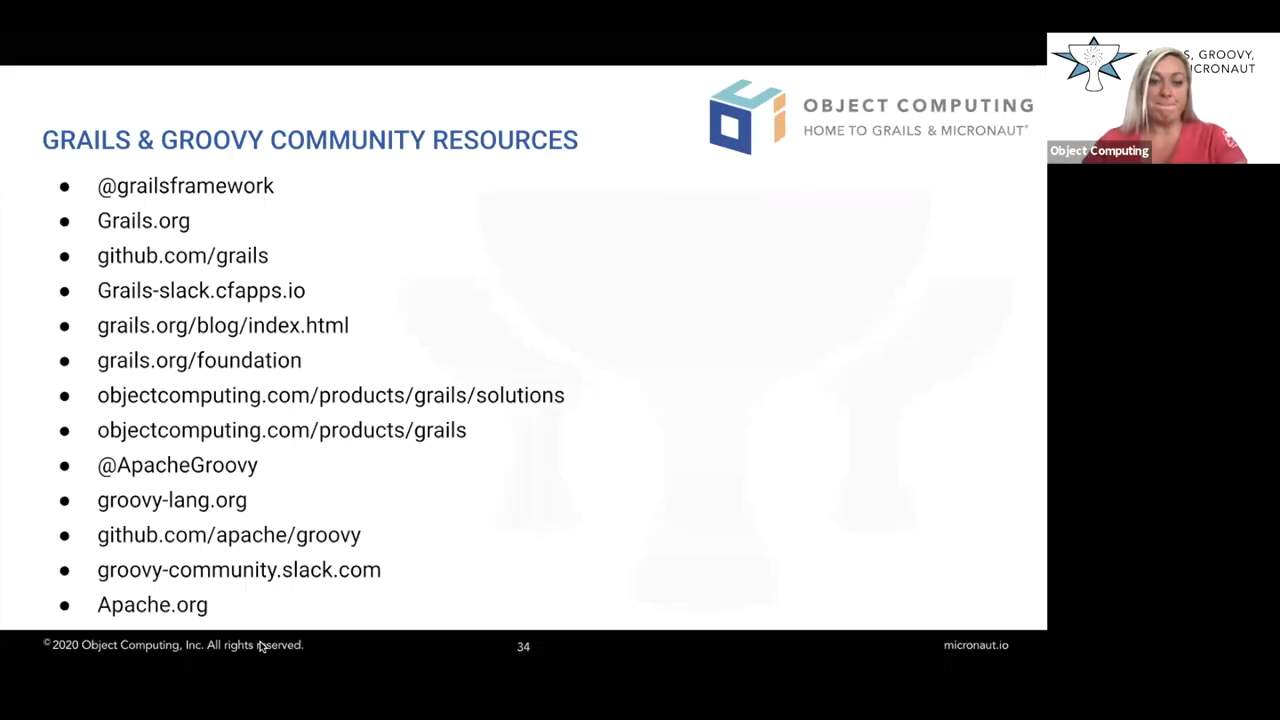 GRAILS & GROOVY COMMUNITY RESOURCES
OBJECT COMPUTING
HOME TO GRAILS & MICRONAUT®
● @grailsframework
● Grails.org
● github.com/grails
● Grails-slack.cfapps.io
● grails.org/blog/index.html
● grails.org/foundation
● objectcomputing.com/products/grails/solutions
● objectcomputing.com/products/grails
● @ApacheGroovy
● groovy-lang.org
● github.com/apache/groovy
● groovy-community.slack.com
● Apache.org
© 2020 Object Computing, Inc. All rights reserved.
34
micronaut.io
GROOVY,
Object Computing